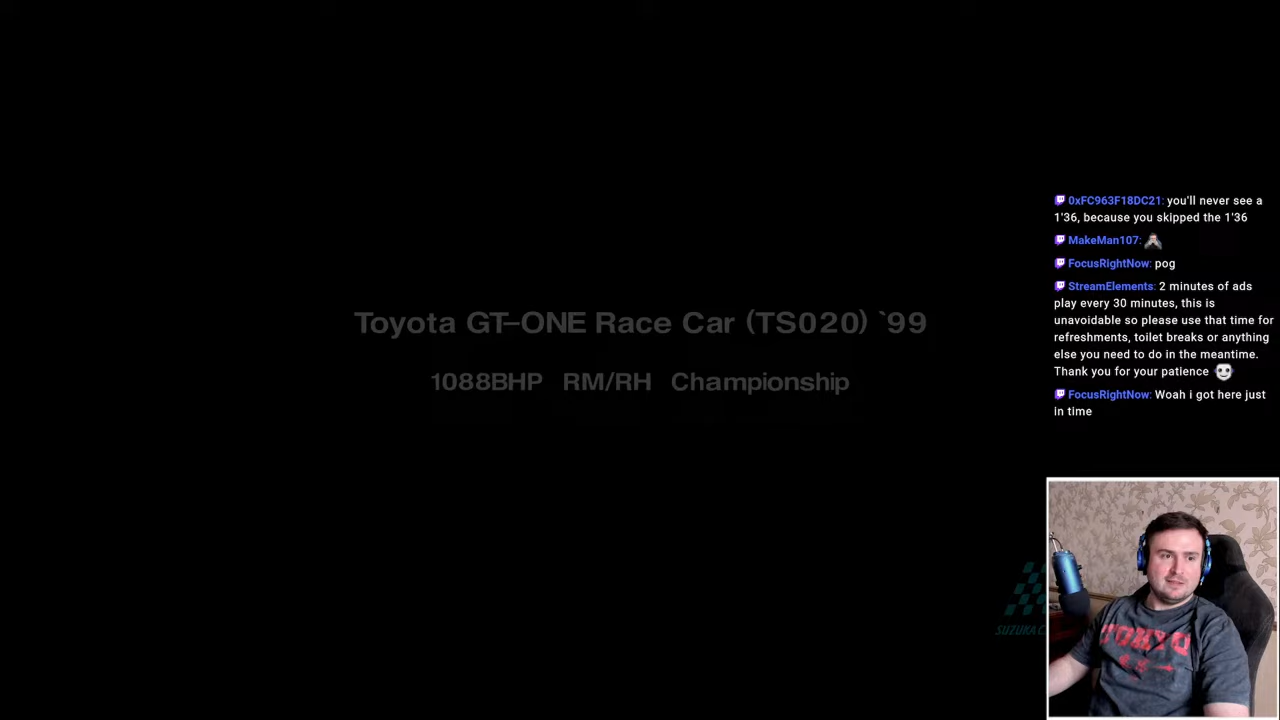 0xFC963F18DC21: you'll never see a
1'36, because you skipped the 1'36
MakeMan107:
FocusRightNow: pog
StreamElements: 2 minutes of ads
play every 30 minutes, this is
unavoidable so please use that time for
refreshments, toilet breaks or anything
else you need to do in the meantime.
Thank you for your patience
FocusRightNow: Woah i got here just
in time
Toyota GT-ONE Race Car (TS020) `99
1088BHP RM/RH Championship
SUZUKA
TOKYO